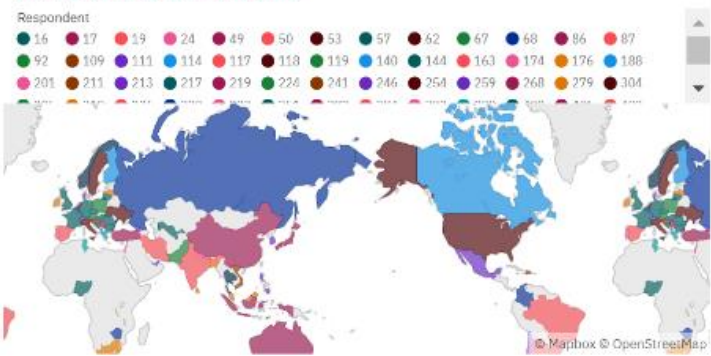 Respondent
16 17 19 24 49 50 53 57 62 67 68 86 87
92 109 111 114 117 118 119 140 144 163 174 176 188
201 211 213 217 219 224 241 246 254 259 268 279 304
© Mapbox © OpenStreetMap